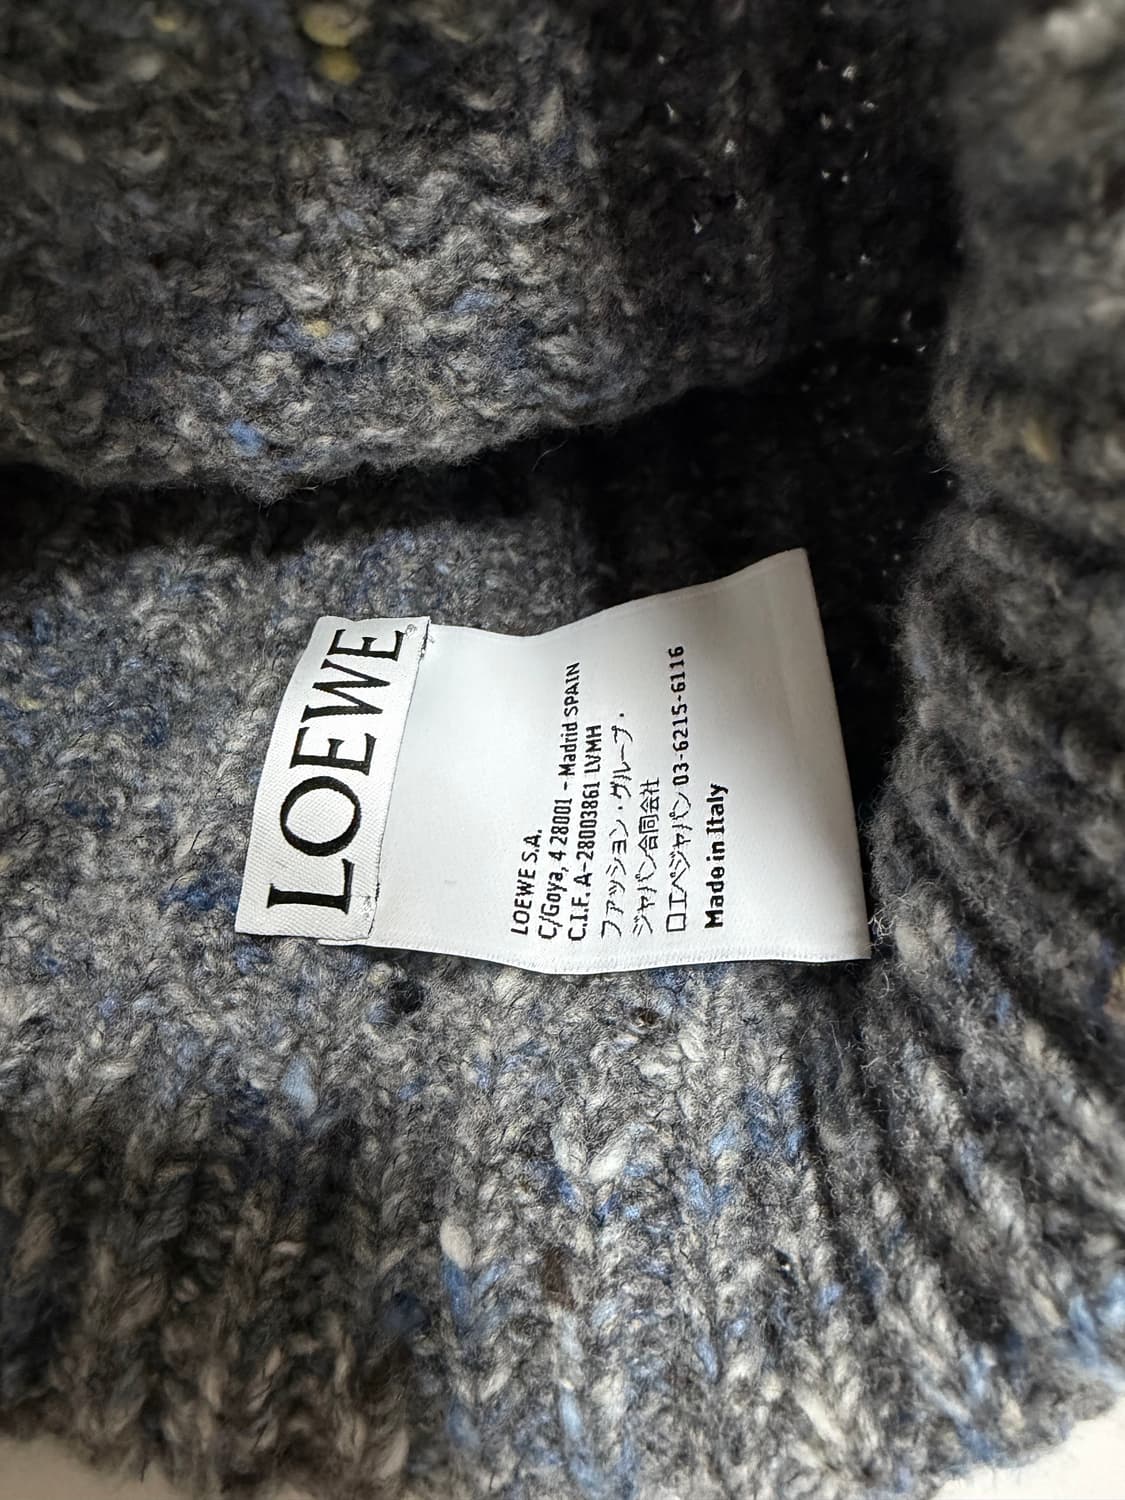 LOEWE
LOEWE S.A.
C/Goya, 4 28001 - Madrid SPAIN
C.I.F. A-28003861 LVMH
ファッション・グループ・
ジャパン合同会社
ロエベジャパン 03-6215-6116
Made in Italy